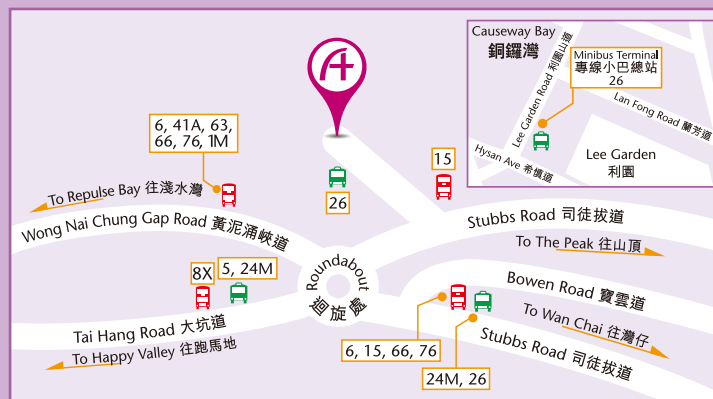 Causeway Bay
銅鑼灣
Minibus Terminal
專線小巴總站
26
Lee Garden Road 利園山道
Lan Fong Road 蘭芳道
Hysan Ave 希慎道
Lee Garden
利園
6, 41A, 63,
66, 76, 1M
26
15
To Repulse Bay 往淺水灣
Wong Nai Chung Gap Road 黃泥涌峽道
Stubbs Road 司徒拔道
To The Peak 往山頂
8X
5, 24M
Roundabout
迴旋處
Bowen Road 寶雲道
To Wan Chai 往灣仔
Tai Hang Road 大坑道
To Happy Valley 往跑馬地
Stubbs Road 司徒拔道
6, 15, 66, 76
24M, 26